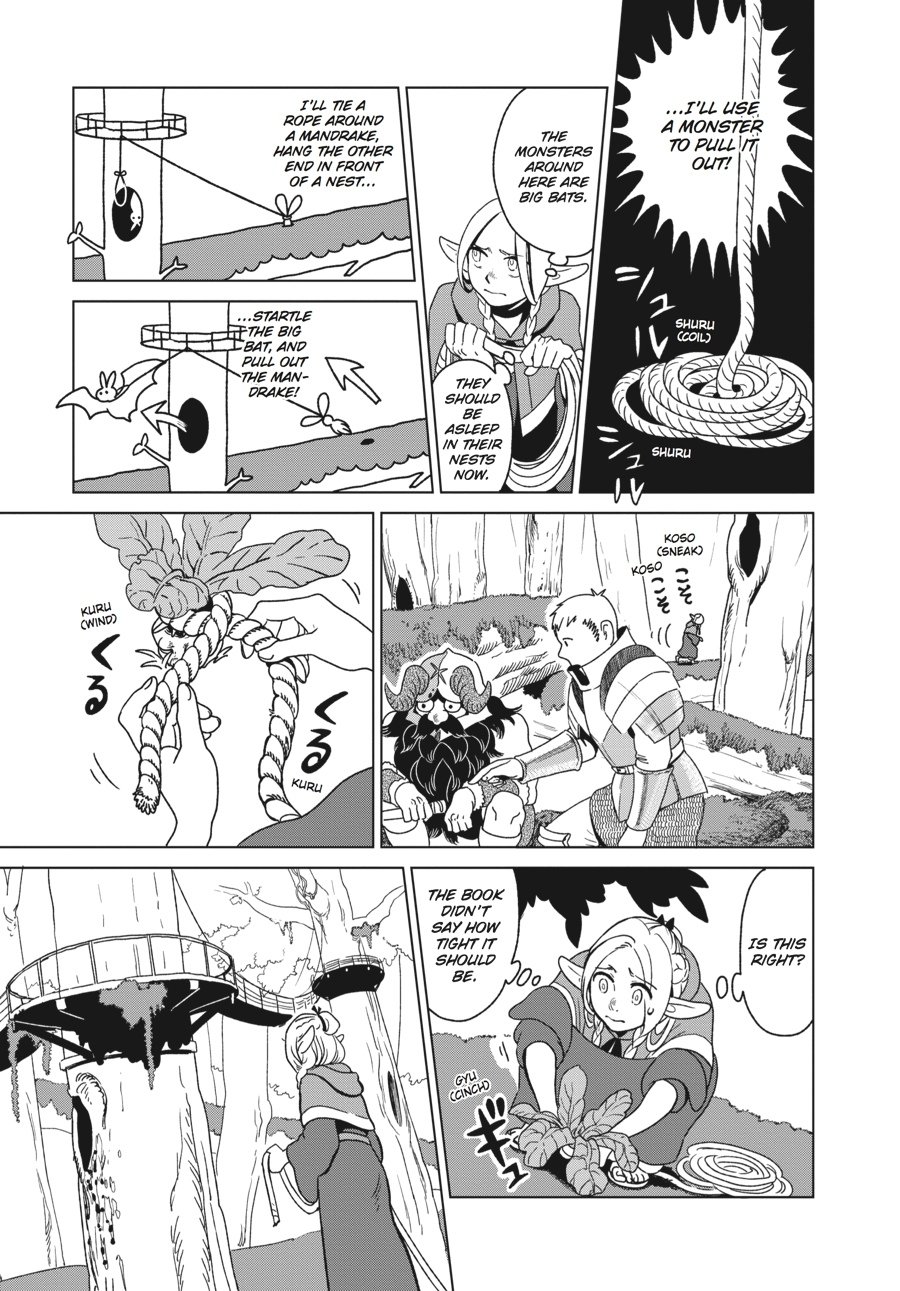 ...I'LL USE
A MONSTER
TO PULL IT
OUT!
シュル
SHURU
(COIL)
SHURU
シュ
THE
MONSTERS
AROUND
HERE ARE
BIG BATS.
THEY
SHOULD
BE
ASLEEP
IN THEIR
NESTS
NOW.
I'LL TIE A
ROPE AROUND
A MANDRAKE,
HANG THE OTHER
END IN FRONT
OF A NEST...
...STARTLE
THE BIG
BAT, AND
PULL OUT
THE MAN-
DRAKE!
KOSO
(SNEAK)
KOSO
こそ
こそ
KURU
(WIND)
くる
くる
KURU
IS THIS
RIGHT?
THE BOOK
DIDN'T
SAY HOW
TIGHT IT
SHOULD
BE.
GYU
(CINCH)
ギュ